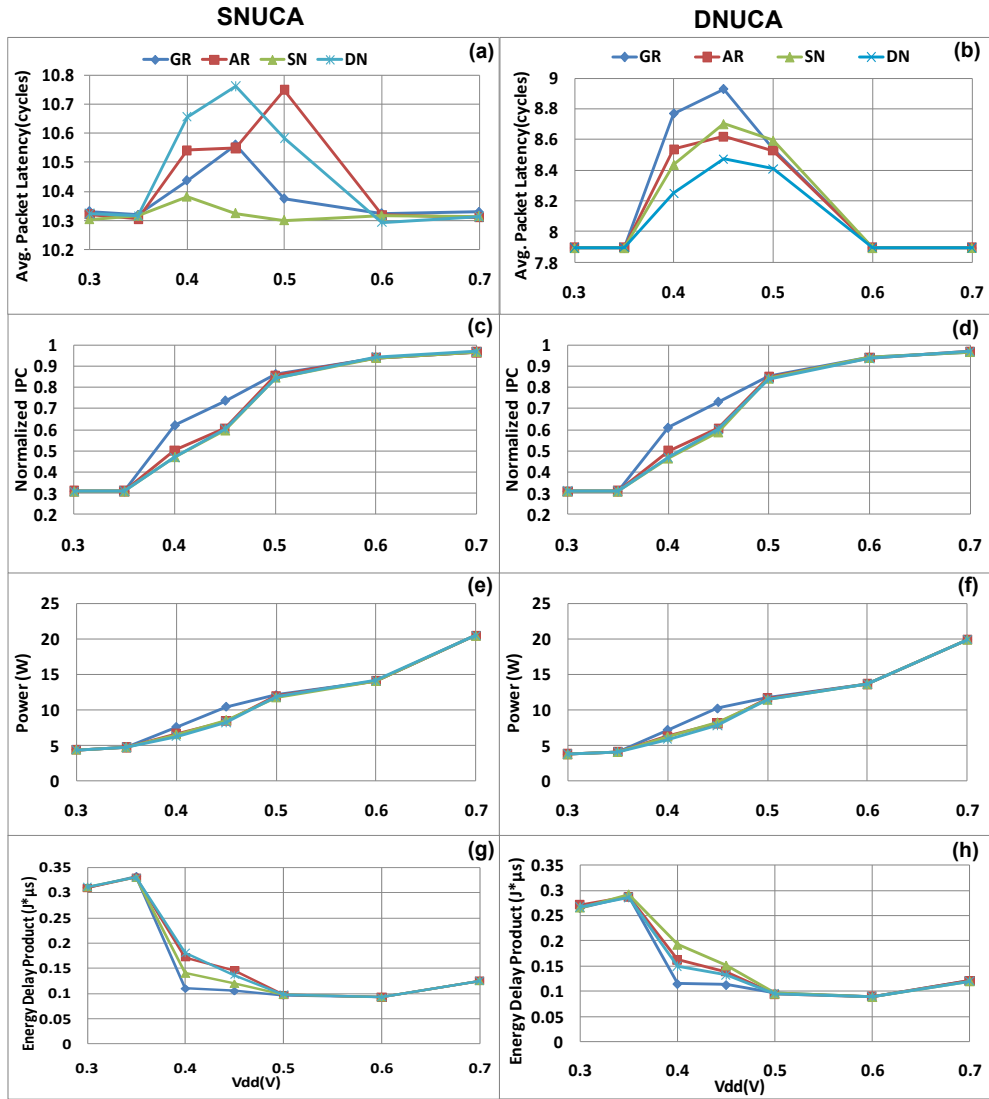 SNUCA
DNUCA
(a)
GR AR SN DN
Avg. Packet Latency(cycles)
10.8
10.7
10.6
10.5
10.4
10.3
10.2
0.3 0.4 0.5 0.6 0.7
(b)
GR AR SN DN
Avg. Packet Latency(cycles)
9
8.8
8.6
8.4
8.2
8
7.8
0.3 0.4 0.5 0.6 0.7
(c)
Normalized IPC
1
0.9
0.8
0.7
0.6
0.5
0.4
0.3
0.2
0.3 0.4 0.5 0.6 0.7
(d)
Normalized IPC
1
0.9
0.8
0.7
0.6
0.5
0.4
0.3
0.2
0.3 0.4 0.5 0.6 0.7
(e)
Power (W)
25
20
15
10
5
0
0.3 0.4 0.5 0.6 0.7
(f)
Power (W)
25
20
15
10
5
0
0.3 0.4 0.5 0.6 0.7
(g)
Energy Delay Product (J*μs)
0.35
0.3
0.25
0.2
0.15
0.1
0.05
0
0.3 0.4 0.5 0.6 0.7
Vdd(V)
(h)
Energy Delay Product (J*μs)
0.35
0.3
0.25
0.2
0.15
0.1
0.05
0
0.3 0.4 0.5 0.6 0.7
Vdd(V)